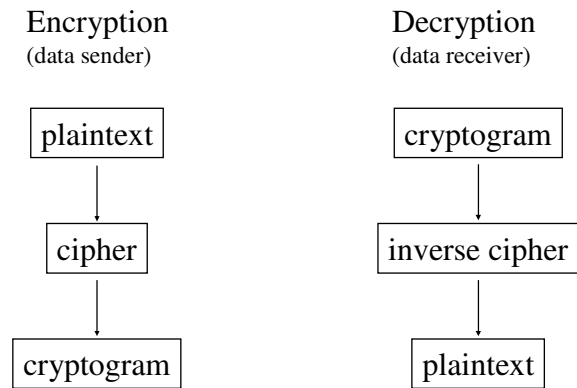 Encryption
(data sender)
plaintext
cipher
cryptogram
Decryption
(data receiver)
cryptogram
inverse cipher
plaintext